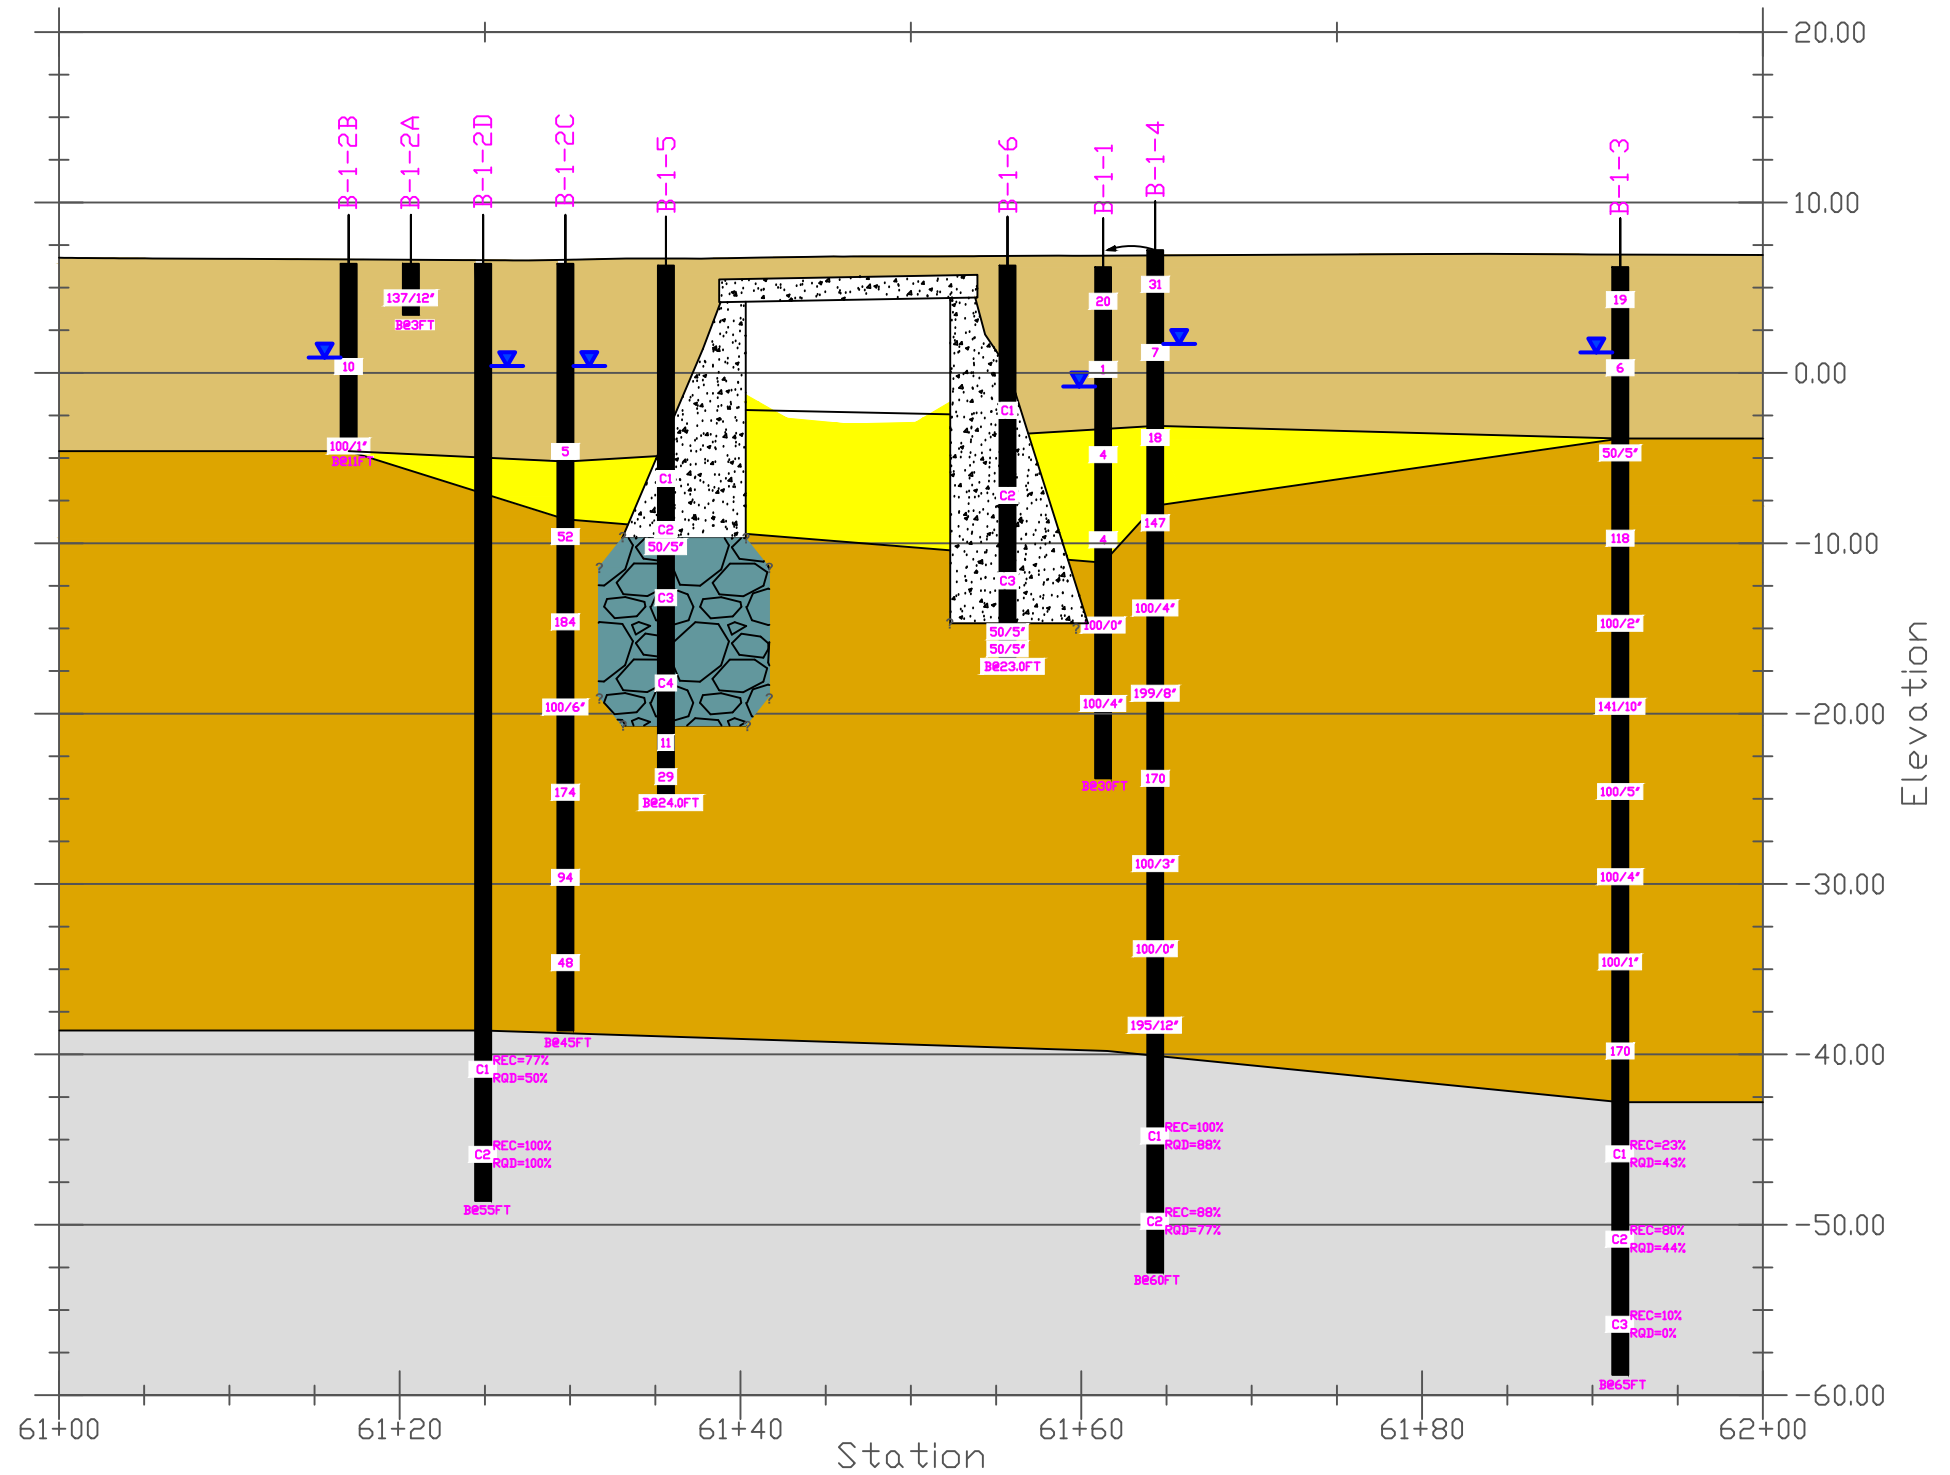 20.00
10.00
0.00
-10.00
-20.00
-30.00
-40.00
-50.00
-60.00
Elevation
B-1-2B
10
100/1"
B@11FT
B-1-2A
137/12"
B@3FT
B-1-2D
C1
REC=77%
RQD=50%
C2
REC=100%
RQD=100%
B@55FT
B-1-2C
5
52
184
100/6"
174
94
48
B@45FT
B-1-5
C1
C2
50/5"
C3
C4
11
29
B@24.0FT
? ?
? ?
? ?
? ?
B-1-6
C1
C2
C3
50/5"
50/5"
B@23.0FT
? ?
B-1-1
20
1
4
4
100/0"
100/4"
B@30FT
B-1-4
31
7
18
147
100/4"
199/8"
170
100/3"
100/0"
195/12"
C1
REC=100%
RQD=88%
C2
REC=88%
RQD=77%
B@60FT
B-1-3
19
6
50/5"
118
100/2"
141/10"
100/5"
100/4"
100/1"
170
C1
REC=23%
RQD=43%
C2
REC=80%
RQD=44%
C3
REC=10%
RQD=0%
B@65FT
61+00 61+20 61+40 61+60 61+80 62+00
Station